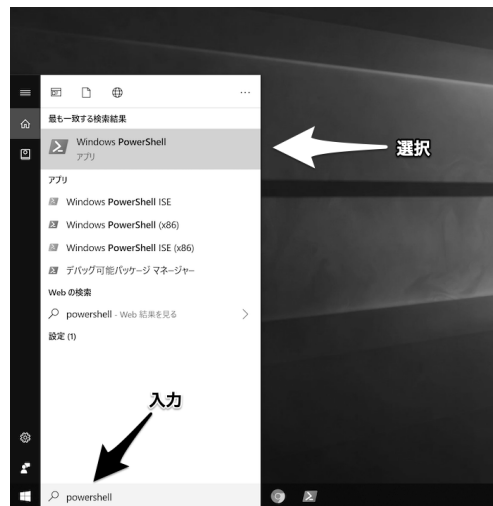 最も一致する検索結果
Windows PowerShell
アプリ
選択
アプリ
Windows PowerShell ISE
Windows PowerShell (x86)
Windows PowerShell ISE (x86)
デバッグ可能パッケージ マネージャー
Web の検索
powershell - Web 結果を見る
設定 (1)
入力
powershell